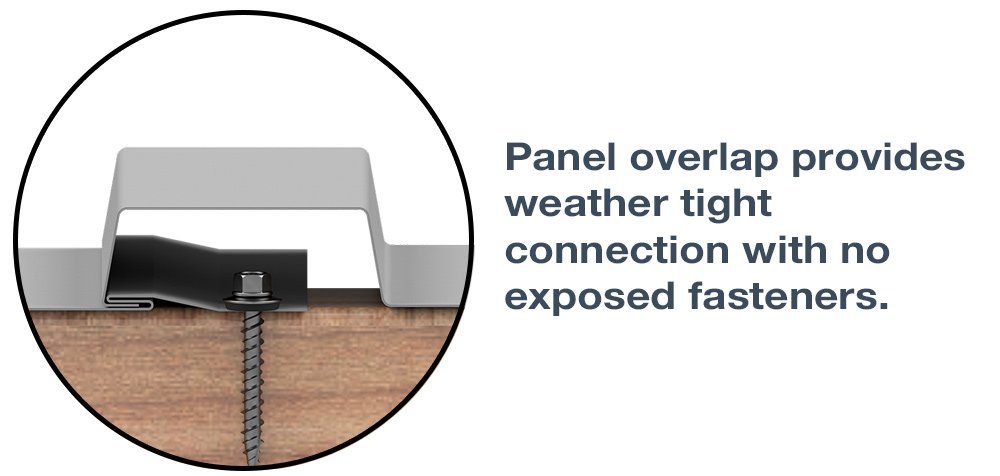 Panel overlap provides
weather tight
connection with no
exposed fasteners.